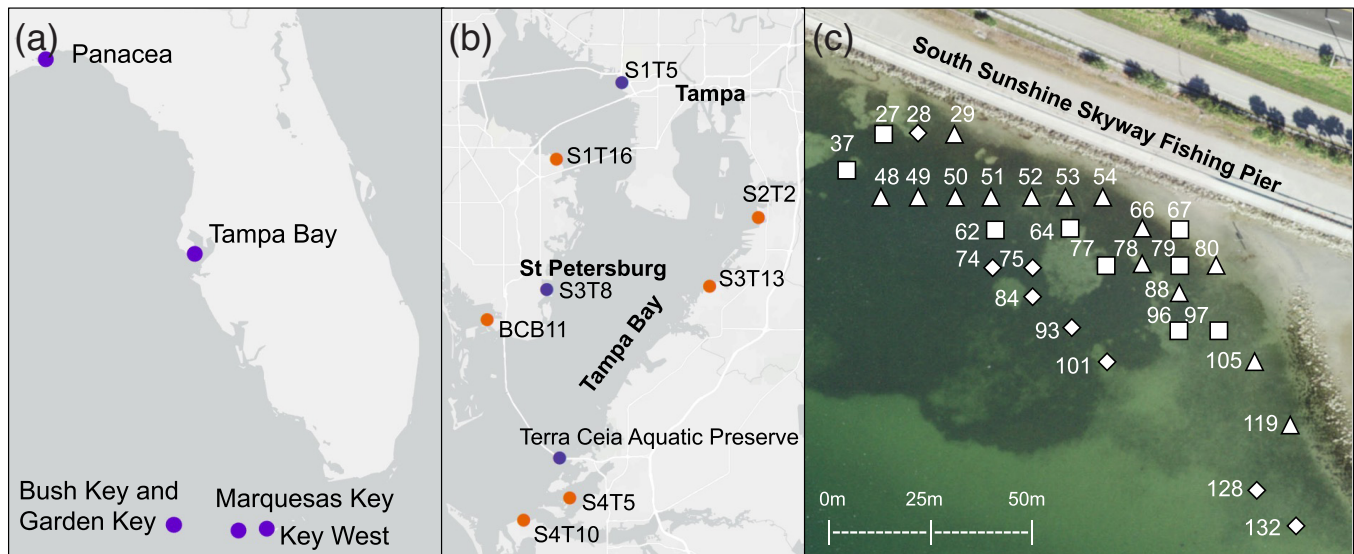 (a)
Panacea
Tampa Bay
Bush Key and
Garden Key
Marquesas Key
Key West
(b)
S1T5
Tampa
S1T16
S2T2
St Petersburg
S3T8
S3T13
BCB11
Tampa Bay
Terra Ceia Aquatic Preserve
S4T5
S4T10
(c)
South Sunshine Skyway Fishing Pier
27 28 29
37
48 49 50 51 52 53 54
62 64 66 67
74 75 77 78 79 80
84 88
93 96 97
101 105
119
128
132
0m 25m 50m